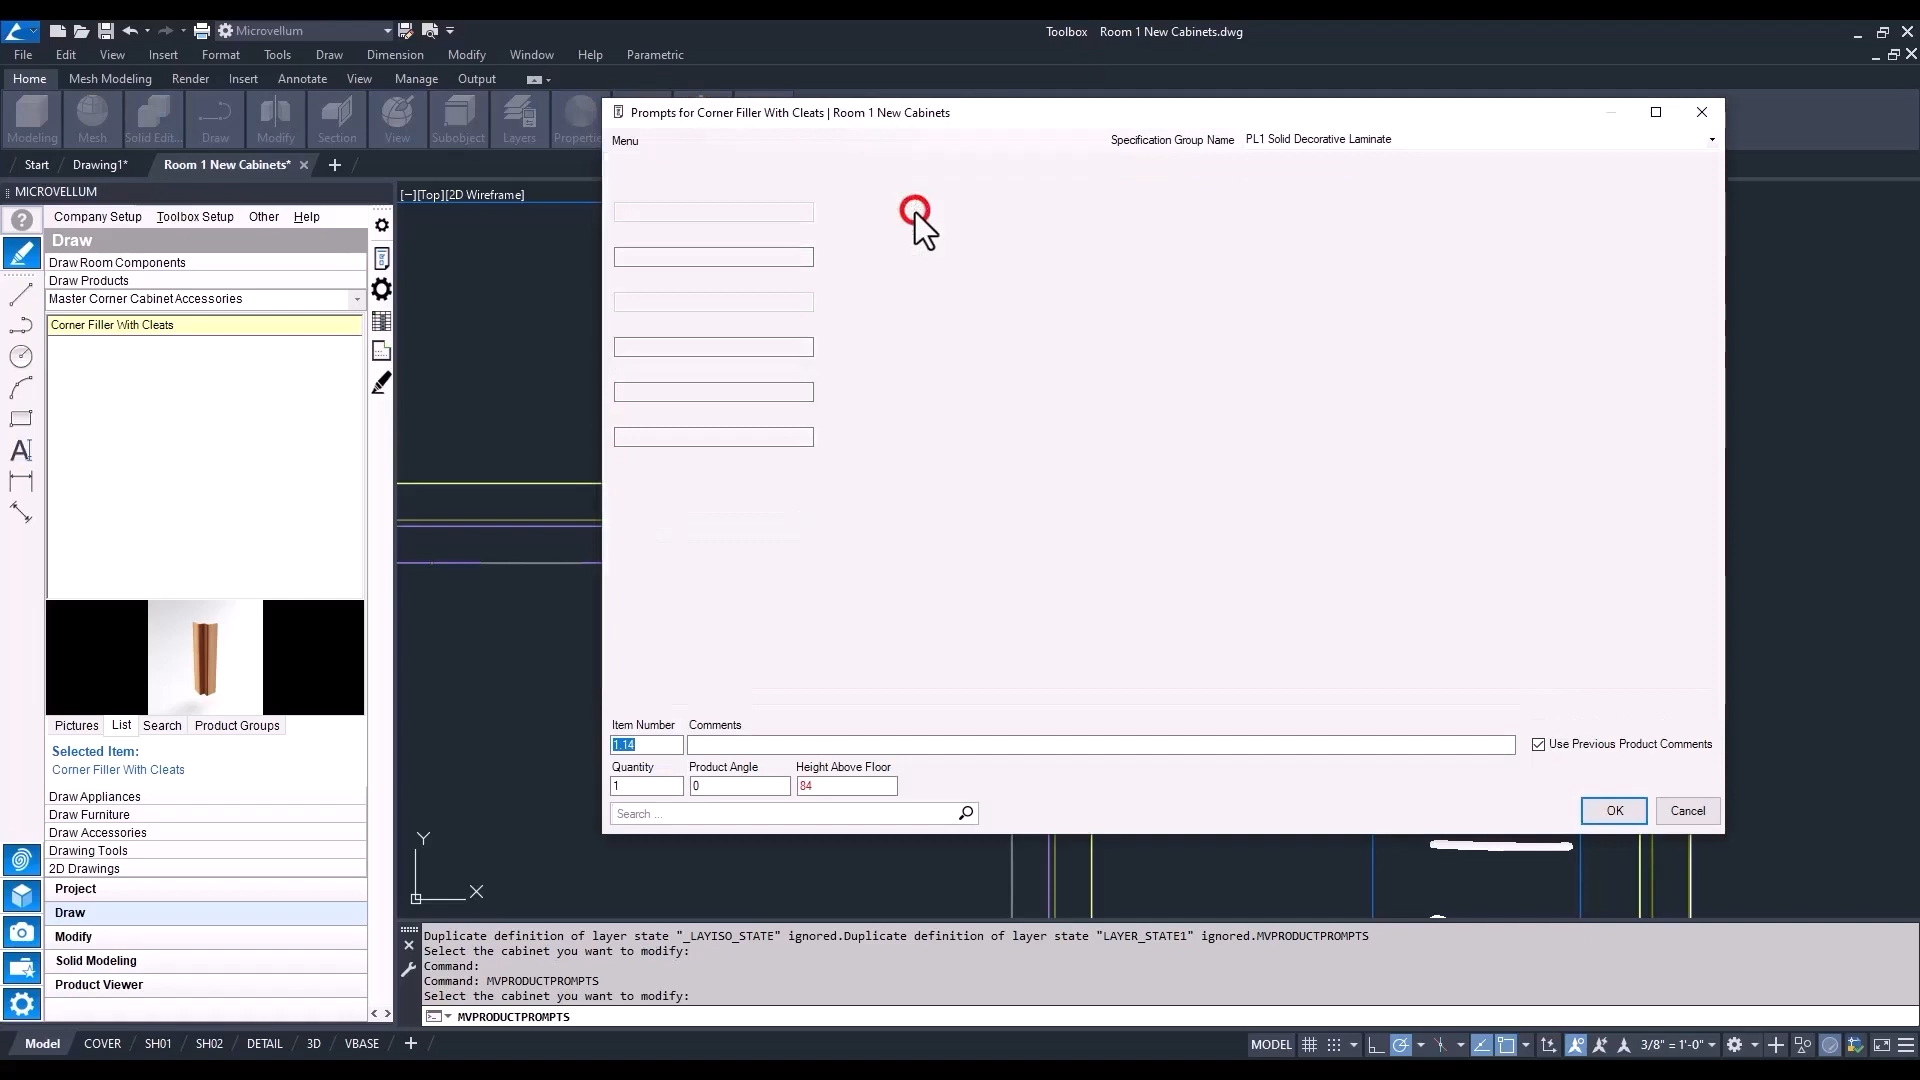 Microvellum
Toolbox Room 1 New Cabinets.dwg
File Edit View Insert Format Tools Draw Dimension Modify Window Help Parametric
Home Mesh Modeling Render Insert Annotate View Manage Output
Modeling Mesh Solid Edit... Draw Modify Section View Subobject Layers Propertie
Start Drawing1* Room 1 New Cabinets*
MICROVELLUM
[−][Top][2D Wireframe]
Company Setup Toolbox Setup Other Help
Draw
Draw Room Components
Draw Products
Master Corner Cabinet Accessories
Corner Filler With Cleats
Pictures List Search Product Groups
Selected Item:
Corner Filler With Cleats
Draw Appliances
Draw Furniture
Draw Accessories
Drawing Tools
2D Drawings
Project
Draw
Modify
Solid Modeling
Product Viewer
Prompts for Corner Filler With Cleats | Room 1 New Cabinets
Menu
Specification Group Name PL1 Solid Decorative Laminate
Item Number Comments
1.14
Use Previous Product Comments
Quantity Product Angle Height Above Floor
1 0 84
Search ...
OK Cancel
Y
X
Duplicate definition of layer state "_LAYISO_STATE" ignored.Duplicate definition of layer state "LAYER_STATE1" ignored.MVPRODUCTPROMPTS
Select the cabinet you want to modify:
Command:
Command: MVPRODUCTPROMPTS
Select the cabinet you want to modify:
MVPRODUCTPROMPTS
Model COVER SH01 SH02 DETAIL 3D VBASE
MODEL 3/8" = 1'-0"